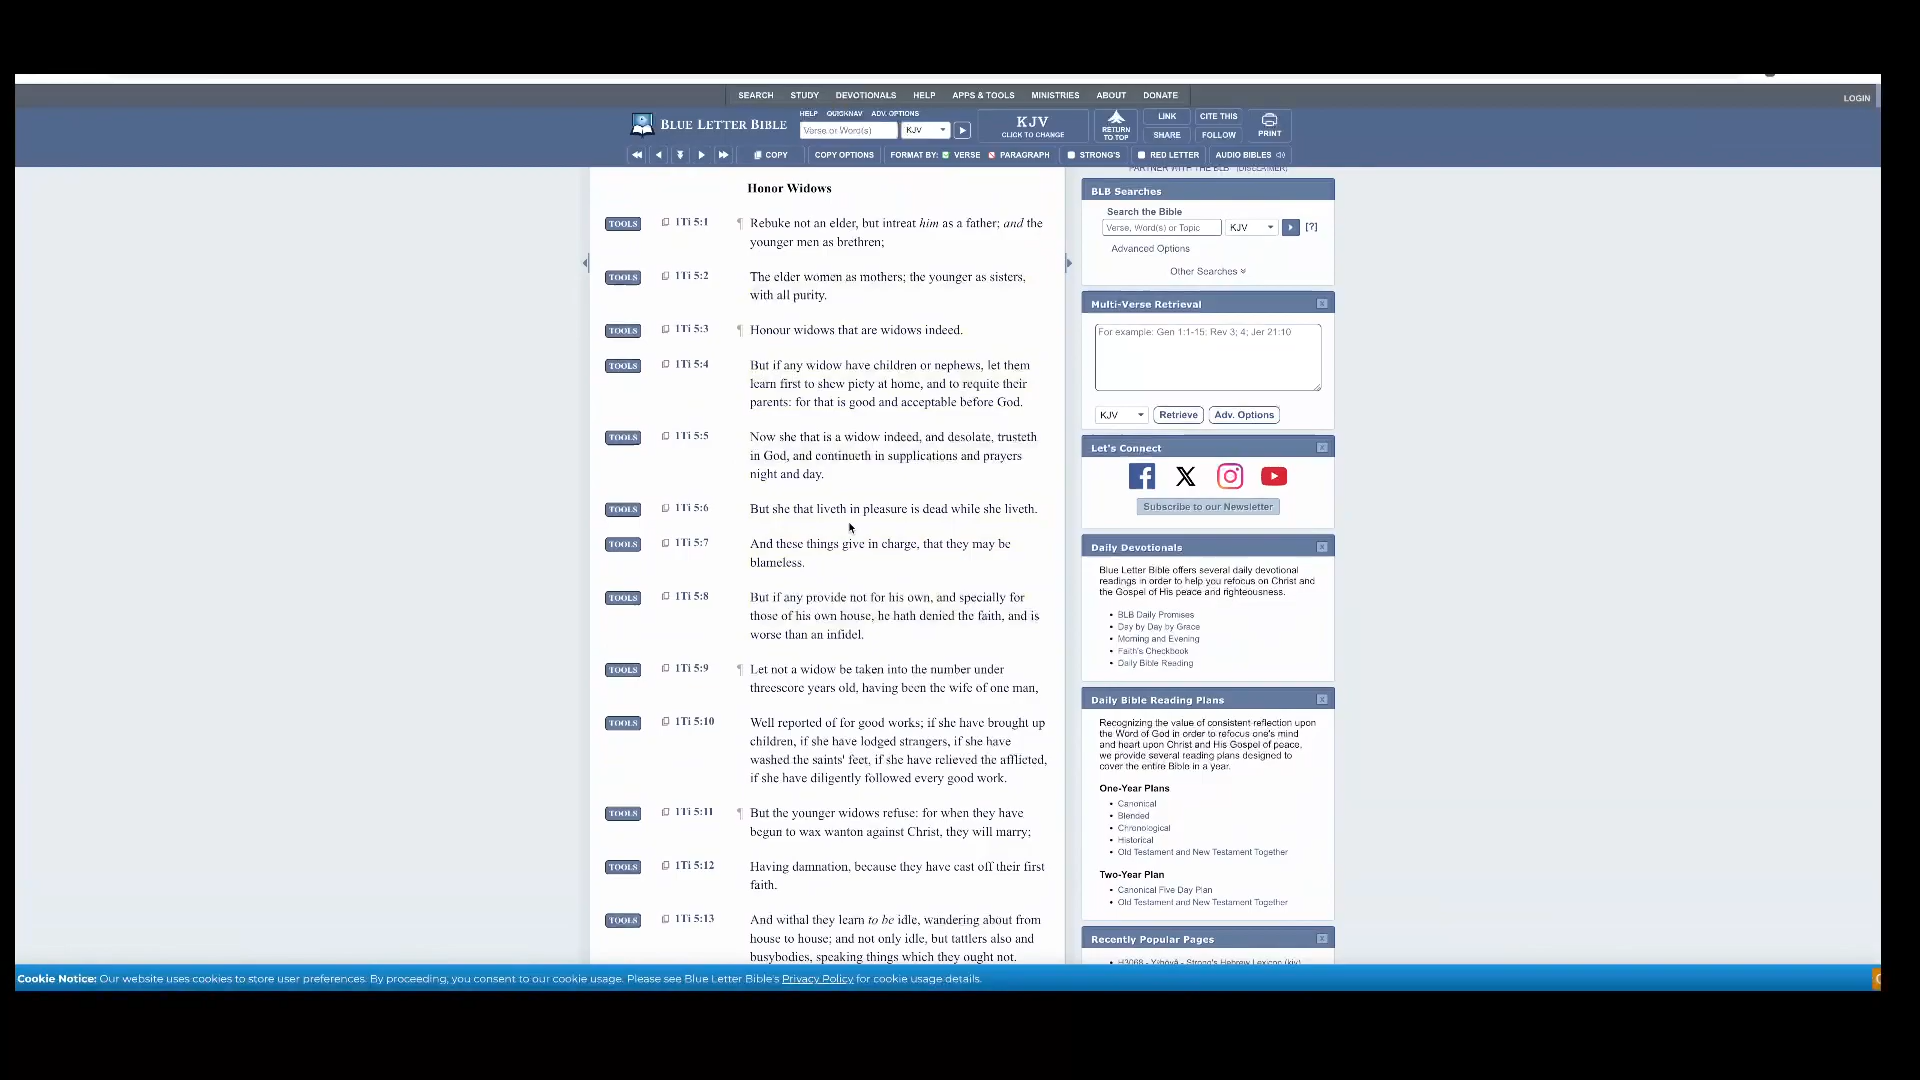 SEARCH STUDY DEVOTIONALS HELP APPS & TOOLS MINISTRIES ABOUT DONATE
LOGIN
BLUE LETTER BIBLE
HELP QUICKNAV ADV. OPTIONS
Verse or Word(s) KJV
KJV
CLICK TO CHANGE
RETURN
TO TOP
LINK CITE THIS
SHARE FOLLOW
PRINT
COPY COPY OPTIONS FORMAT BY: VERSE PARAGRAPH STRONG'S RED LETTER AUDIO BIBLES
Honor Widows
TOOLS 1Ti 5:1 ¶ Rebuke not an elder, but intreat him as a father; and the
younger men as brethren;
TOOLS 1Ti 5:2 The elder women as mothers; the younger as sisters,
with all purity.
TOOLS 1Ti 5:3 ¶ Honour widows that are widows indeed.
TOOLS 1Ti 5:4 But if any widow have children or nephews, let them
learn first to shew piety at home, and to requite their
parents: for that is good and acceptable before God.
TOOLS 1Ti 5:5 Now she that is a widow indeed, and desolate, trusteth
in God, and continueth in supplications and prayers
night and day.
TOOLS 1Ti 5:6 But she that liveth in pleasure is dead while she liveth.
TOOLS 1Ti 5:7 And these things give in charge, that they may be
blameless.
TOOLS 1Ti 5:8 But if any provide not for his own, and specially for
those of his own house, he hath denied the faith, and is
worse than an infidel.
TOOLS 1Ti 5:9 ¶ Let not a widow be taken into the number under
threescore years old, having been the wife of one man,
TOOLS 1Ti 5:10 Well reported of for good works; if she have brought up
children, if she have lodged strangers, if she have
washed the saints' feet, if she have relieved the afflicted,
if she have diligently followed every good work.
TOOLS 1Ti 5:11 ¶ But the younger widows refuse: for when they have
begun to wax wanton against Christ, they will marry;
TOOLS 1Ti 5:12 Having damnation, because they have cast off their first
faith.
TOOLS 1Ti 5:13 And withal they learn to be idle, wandering about from
house to house; and not only idle, but tattlers also and
busybodies, speaking things which they ought not.
PARTNER WITH THE BLB (DISCLAIMER)
BLB Searches
Search the Bible
Verse, Word(s) or Topic KJV [?]
Advanced Options
Other Searches
Multi-Verse Retrieval
For example: Gen 1:1-15; Rev 3; 4; Jer 21:10
KJV Retrieve Adv. Options
Let's Connect
Subscribe to our Newsletter
Daily Devotionals
Blue Letter Bible offers several daily devotional
readings in order to help you refocus on Christ and
the Gospel of His peace and righteousness.
• BLB Daily Promises
• Day by Day by Grace
• Morning and Evening
• Faith's Checkbook
• Daily Bible Reading
Daily Bible Reading Plans
Recognizing the value of consistent reflection upon
the Word of God in order to refocus one's mind
and heart upon Christ and His Gospel of peace,
we provide several reading plans designed to
cover the entire Bible in a year.
One-Year Plans
• Canonical
• Blended
• Chronological
• Historical
• Old Testament and New Testament Together
Two-Year Plan
• Canonical Five Day Plan
• Old Testament and New Testament Together
Recently Popular Pages
• H3068 - Yᵊhōvâ - Strong's Hebrew Lexicon (kjv)
Cookie Notice: Our website uses cookies to store user preferences. By proceeding, you consent to our cookie usage. Please see Blue Letter Bible's Privacy Policy for cookie usage details.